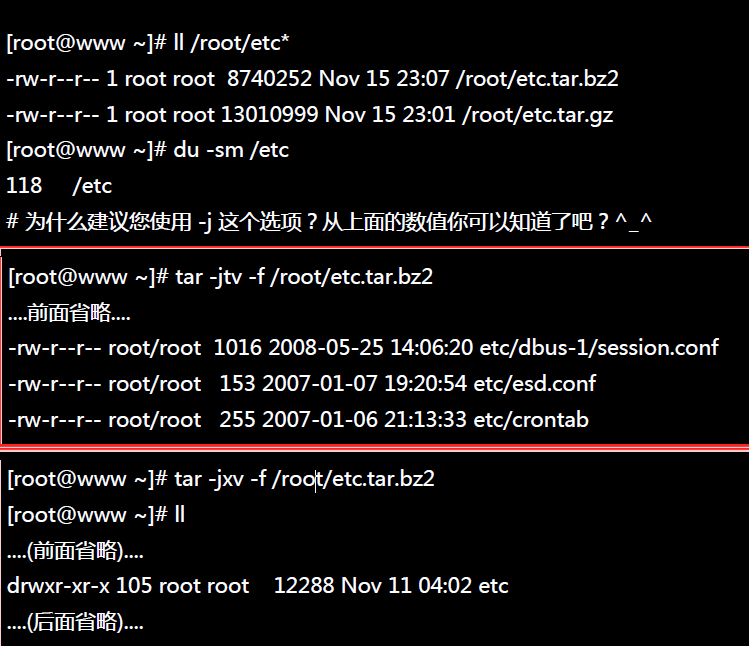 [root@www ~]# ll /root/etc*
-rw-r--r-- 1 root root  8740252 Nov 15 23:07 /root/etc.tar.bz2
-rw-r--r-- 1 root root 13010999 Nov 15 23:01 /root/etc.tar.gz
[root@www ~]# du -sm /etc
118     /etc
# 为什么建议您使用 -j 这个选项？从上面的数值你可以知道了吧？^_^
[root@www ~]# tar -jtv -f /root/etc.tar.bz2
....前面省略....
-rw-r--r-- root/root  1016 2008-05-25 14:06:20 etc/dbus-1/session.conf
-rw-r--r-- root/root   153 2007-01-07 19:20:54 etc/esd.conf
-rw-r--r-- root/root   255 2007-01-06 21:13:33 etc/crontab
[root@www ~]# tar -jxv -f /root/etc.tar.bz2
[root@www ~]# ll
....(前面省略)....
drwxr-xr-x 105 root root    12288 Nov 11 04:02 etc
....(后面省略)....